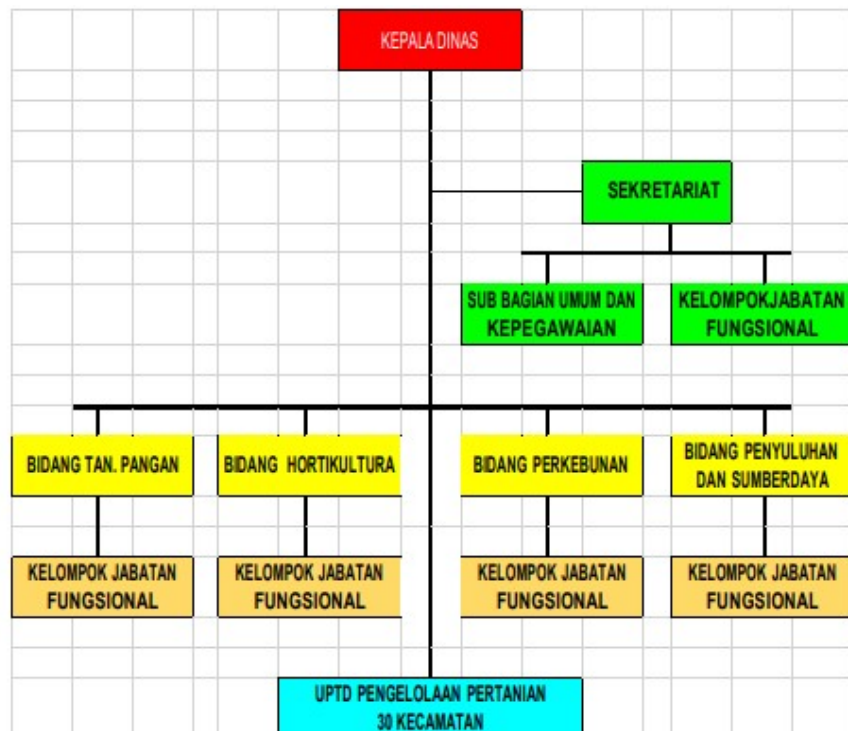 KEPALA DINAS
SEKRETARIAT
SUB BAGIAN UMUM DAN
KEPEGAWAIAN
KELOMPOKJABATAN
FUNGSIONAL
BIDANG TAN. PANGAN
BIDANG HORTIKULTURA
BIDANG PERKEBUNAN
BIDANG PENYULUHAN
DAN SUMBERDAYA
KELOMPOK JABATAN
FUNGSIONAL
KELOMPOK JABATAN
FUNGSIONAL
KELOMPOK JABATAN
FUNGSIONAL
KELOMPOK JABATAN
FUNGSIONAL
UPTD PENGELOLAAN PERTANIAN
30 KECAMATAN